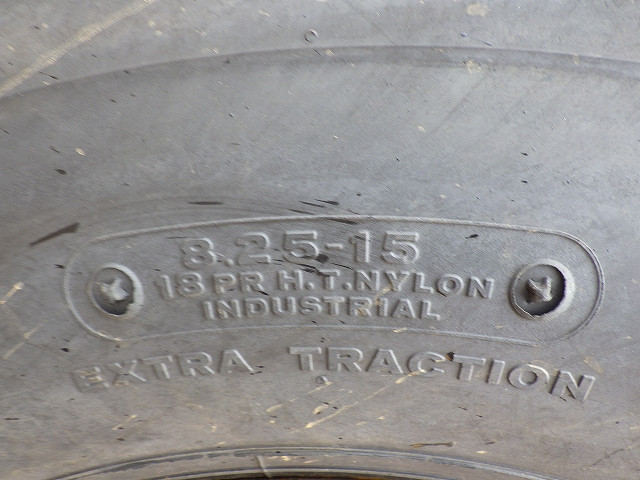 8.25-15
18 PR H.T. NYLON
INDUSTRIAL
EXTRA TRACTION